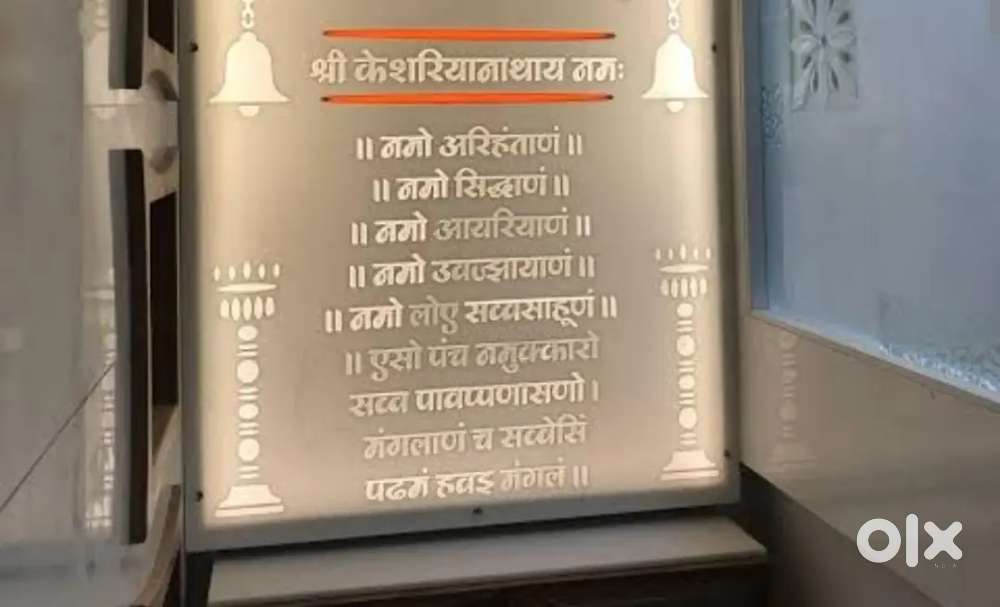 श्री केशरियानाथाय नमः
॥ नमो अरिहंताणं ॥
॥ नमो सिद्धाणं ॥
॥ नमो आयरियाणं ॥
॥ नमो उवज्झायाणं ॥
॥ नमो लोए सव्वसाहूणं ॥
॥ एसो पंच नमुक्कारो
सव्व पावप्पणासणो।
मंगलाणं च सव्वेसिं
पढमं हवइ मंगलं ॥
olx
INDIA